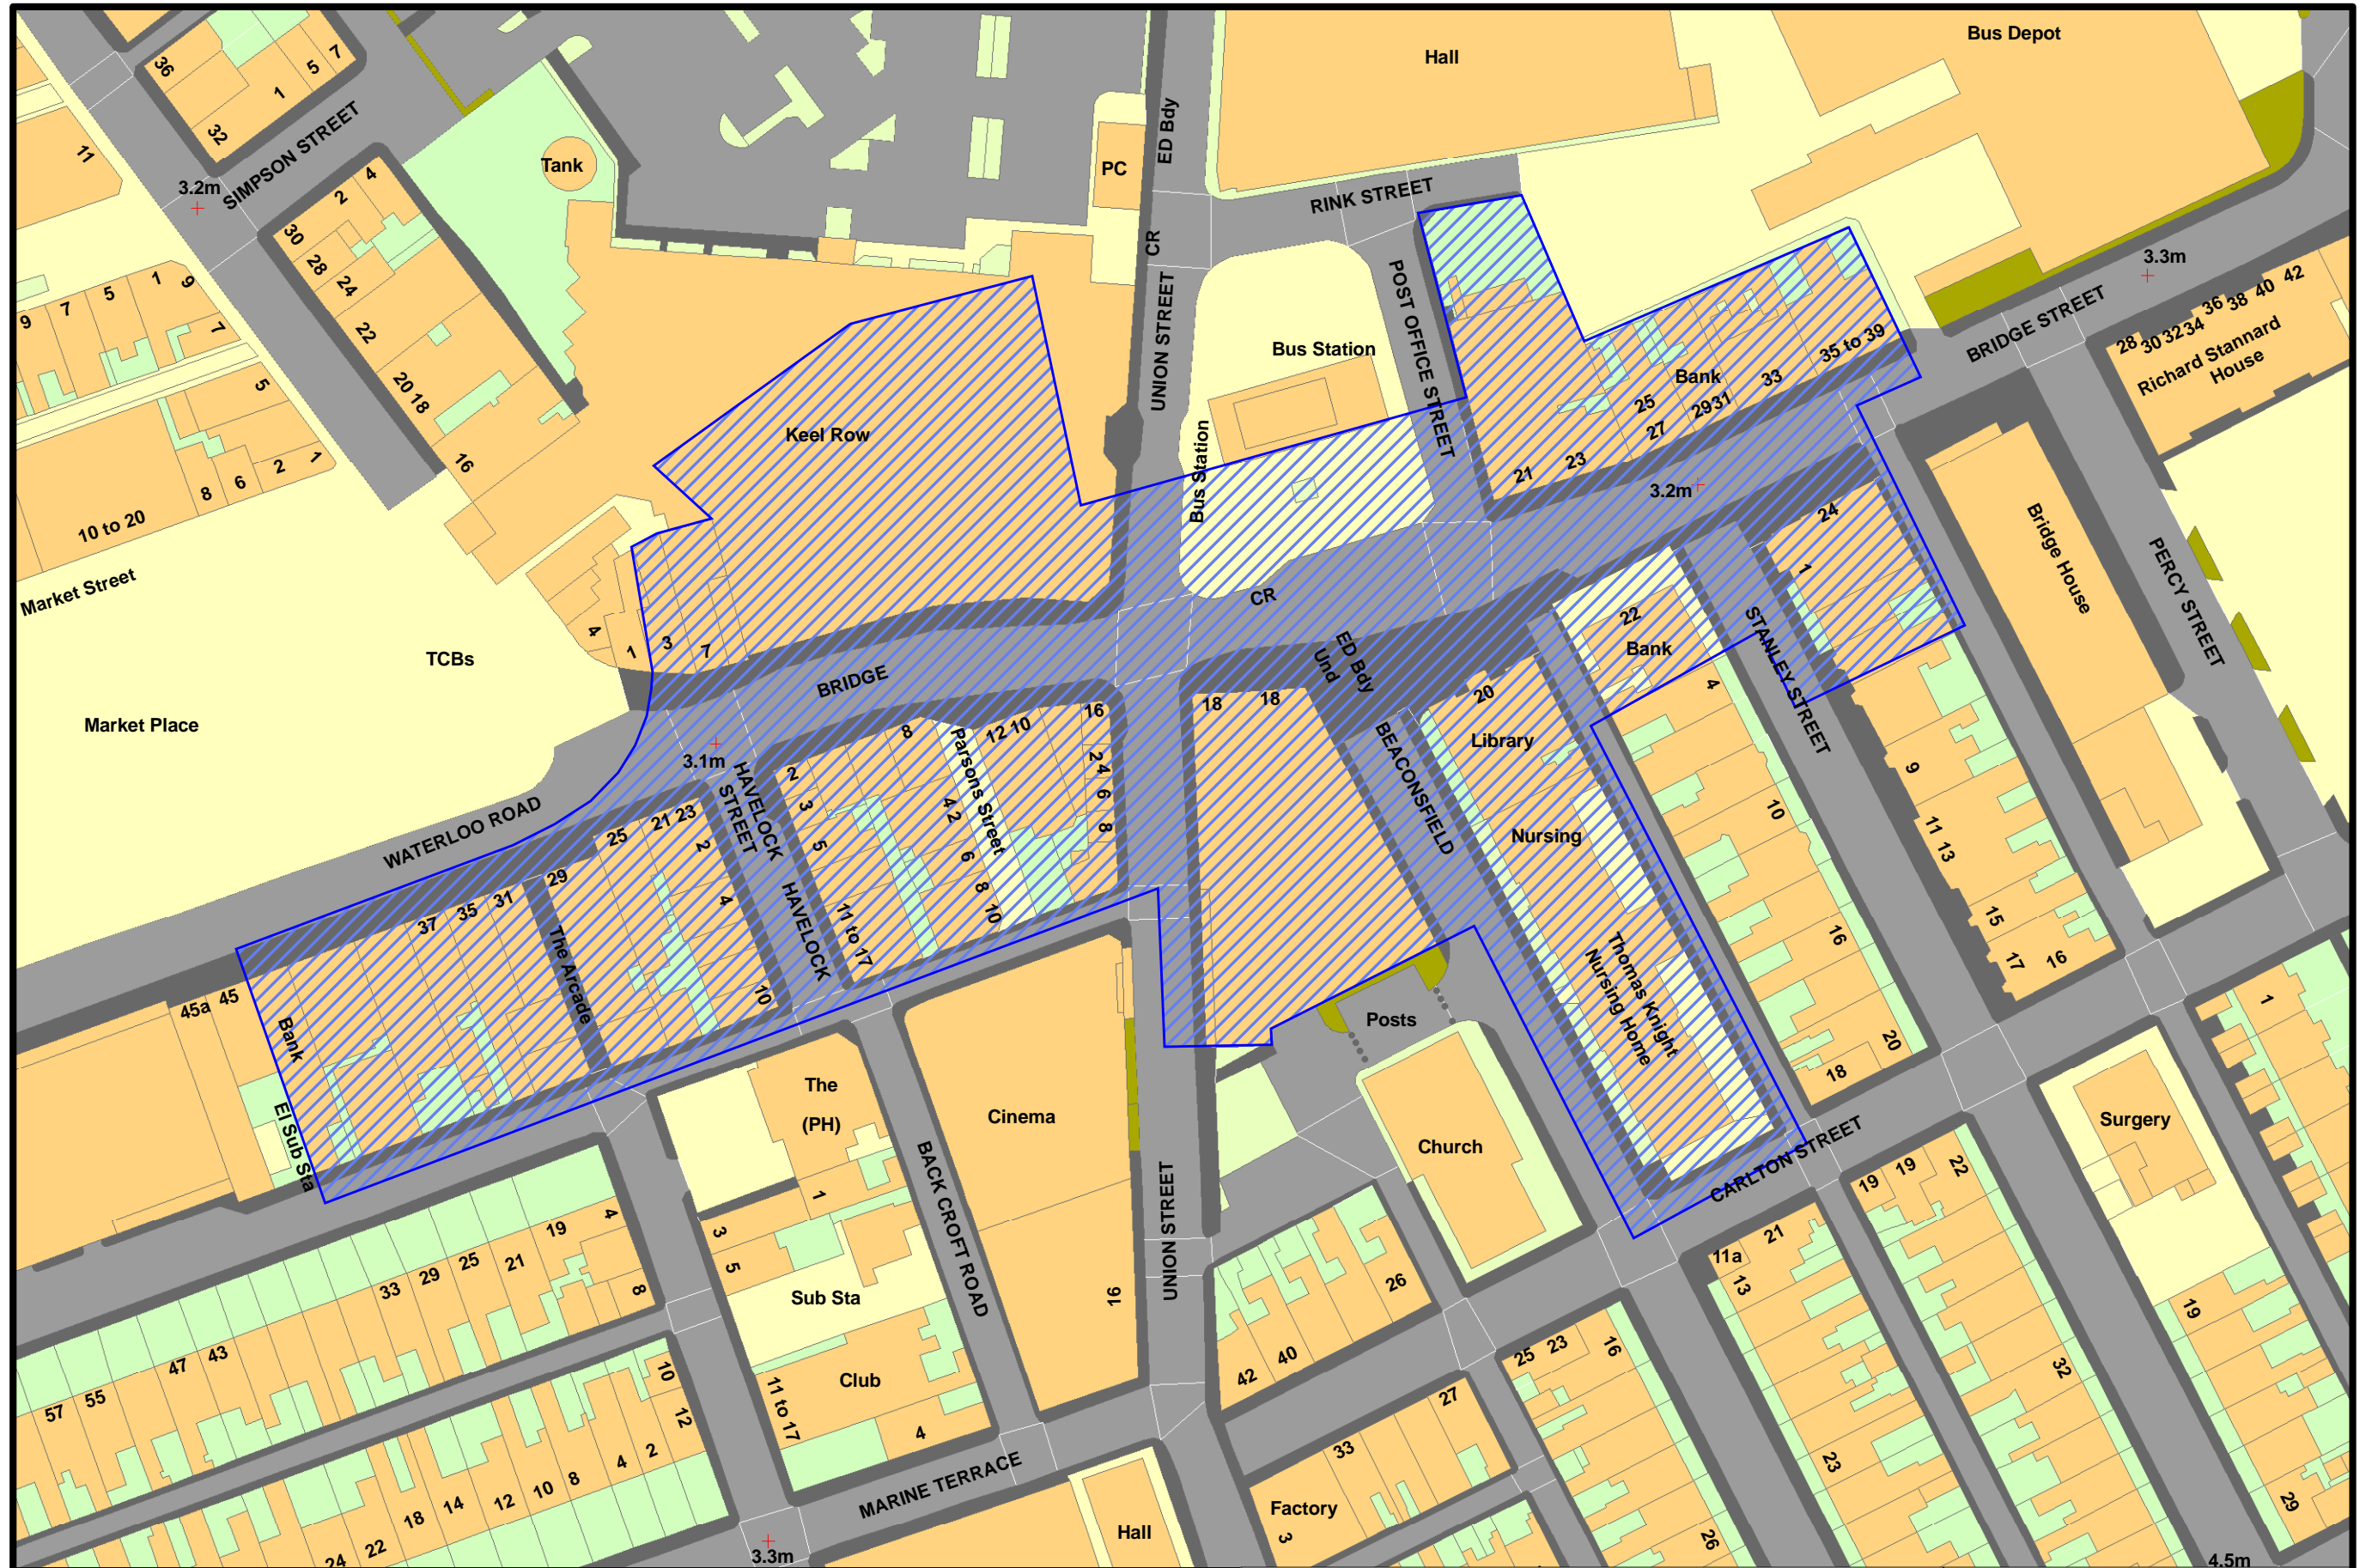 Hall
Bus Depot
36
7
5
1
32
SIMPSON STREET
11
3.2m
Tank
PC
ED Bdy
CR
RINK STREET
3.3m
BRIDGE STREET
42
40
38
36
34
32
30
28
Richard Stannard
House
4
2
30
28
24
22
20 18
16
9
7
5
1
9
7
5
1
2
6
8
10 to 20
Market Street
TCBs
Market Place
Keel Row
UNION STREET
Bus Station
Bus Station
POST OFFICE STREET
35 to 39
Bank
33
29 31
25
27
23
21
3.2m
24
1
Bridge House
PERCY STREET
4
1
3
7
BRIDGE
CR
ED Bdy
Und
22
Bank
STANLEY STREET
20
Library
4
18
18
16
12 10
8
Parsons Street
2 4
6
8
2
3
5
4 2
6
8
10
11 to 17
3.1m
HAVELOCK
STREET
HAVELOCK
WATERLOO ROAD
25
21 23
2
4
10
29
31
35
37
The Arcade
45a
45
Bank
El Sub Sta
BEACONSFIELD
Nursing
Thomas Knight
Nursing Home
10
16
20
18
9
11
13
15
17
16
1
Posts
Church
Cinema
The
(PH)
BACK CROFT ROAD
CARLTON STREET
Surgery
19
19
22
21
11a
13
1
3
5
Sub Sta
Club
11 to 17
4
16
UNION STREET
26
40
42
4
19
21
25
29
33
8
43
47
55
57
10
12
2
4
8
10
12
14
18
22
24
MARINE TERRACE
3.3m
Hall
Factory
3
33
27
25 23
16
26
23
32
19
29
4.5m